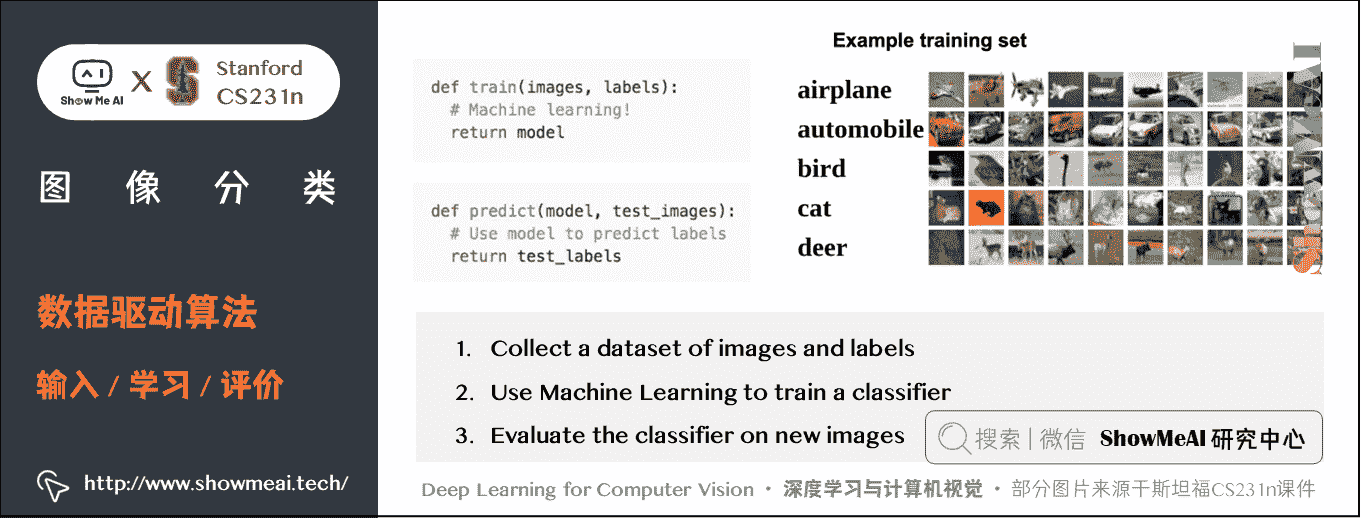 Show Me AI
X
Stanford
CS231n
图像分类
数据驱动算法
输入 / 学习 / 评价
http://www.showmeai.tech/
def train(images, labels):
# Machine learning!
return model
def predict(model, test_images):
# Use model to predict labels
return test_labels
Example training set
airplane
automobile
bird
cat
deer
1. Collect a dataset of images and labels
2. Use Machine Learning to train a classifier
3. Evaluate the classifier on new images
搜索 | 微信 ShowMeAI 研究中心
Deep Learning for Computer Vision · 深度学习与计算机视觉 · 部分图片来源于斯坦福CS231n课件